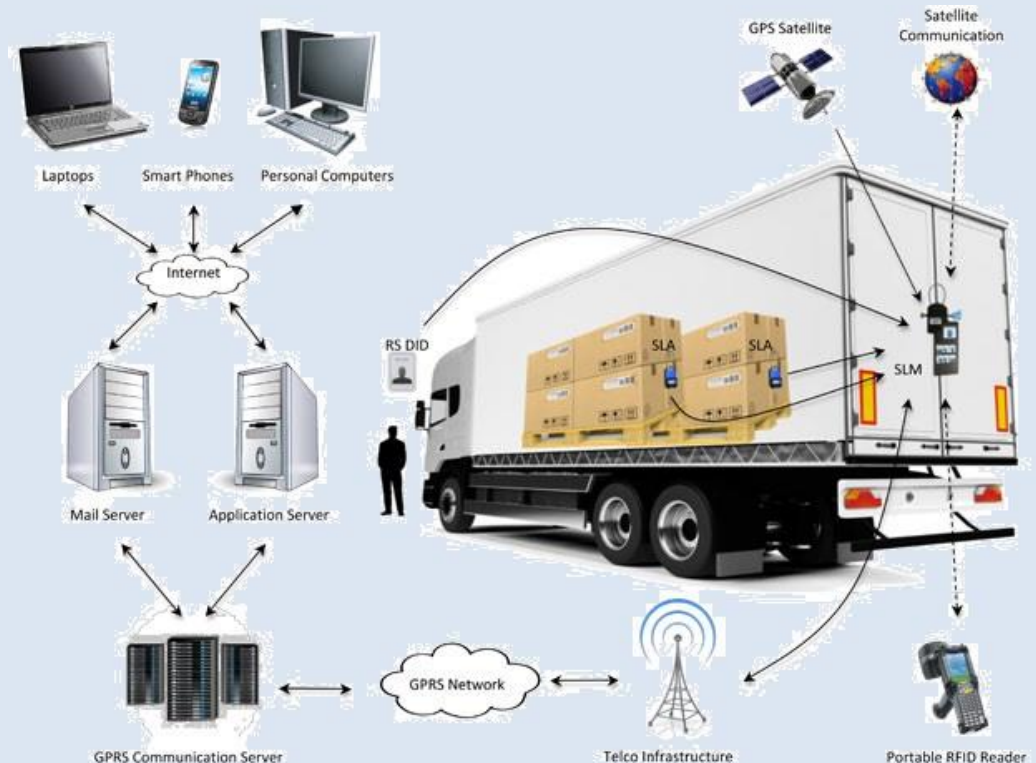 GPS Satellite
Satellite
Communication
Laptops
Smart Phones
Personal Computers
Internet
RS DID
SLA
SLA
SLM
Mail Server
Application Server
GPRS Network
GPRS Communication Server
Telco Infrastructure
Portable RFID Reader